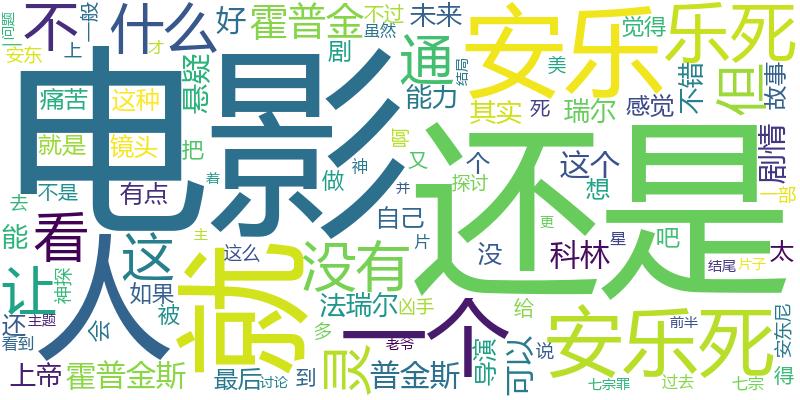 电影
还是
安乐
就
人
安乐死
一个
不
什么
霍普金
好
不过
未来
虽然
乐死
觉得
一般
问题
上
才
安东
剧
悬疑
通
能力
美
结局
不错
但
故事
痛苦
这种
其实
死
瑞尔
感觉
就是
镜头
把
又
个
这个
剧情
神
做
探讨
想
一部
不是
有点
着
并
去
看
自己
能
这
主
没有
片
没
更
星
吧
太
科林
让
神探
这么
结尾
片子
如果
法瑞尔
凶手
给
还
主题
会
被
多
老爷
前半
安东尼
看到
灵
导演
可以
说
上帝
霍普金斯
最后
讨论
到
普金斯
七宗罪
过去
七宗
得